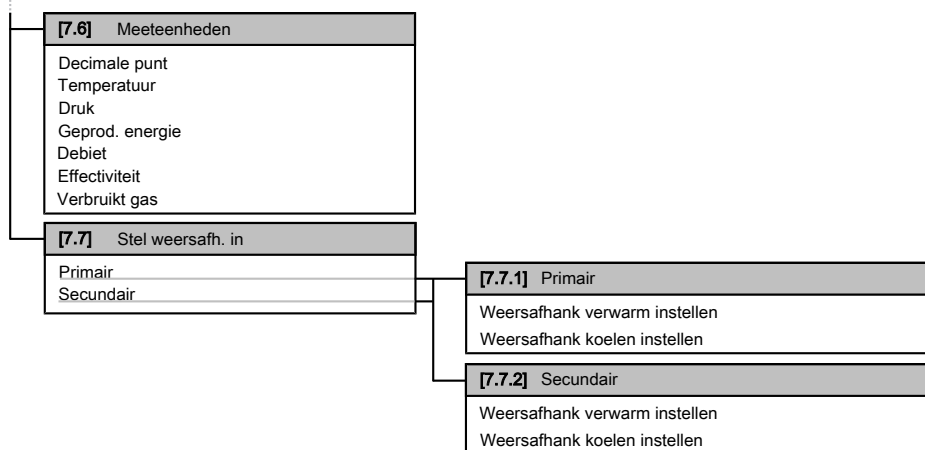 [7.6] Meeteenheden
Decimale punt
Temperatuur
Druk
Geprod. energie
Debiet
Effectiviteit
Verbruikt gas
[7.7] Stel weersafh. in
Primair
Secundair
[7.7.1] Primair
Weersafhank verwarm instellen
Weersafhank koelen instellen
[7.7.2] Secundair
Weersafhank verwarm instellen
Weersafhank koelen instellen